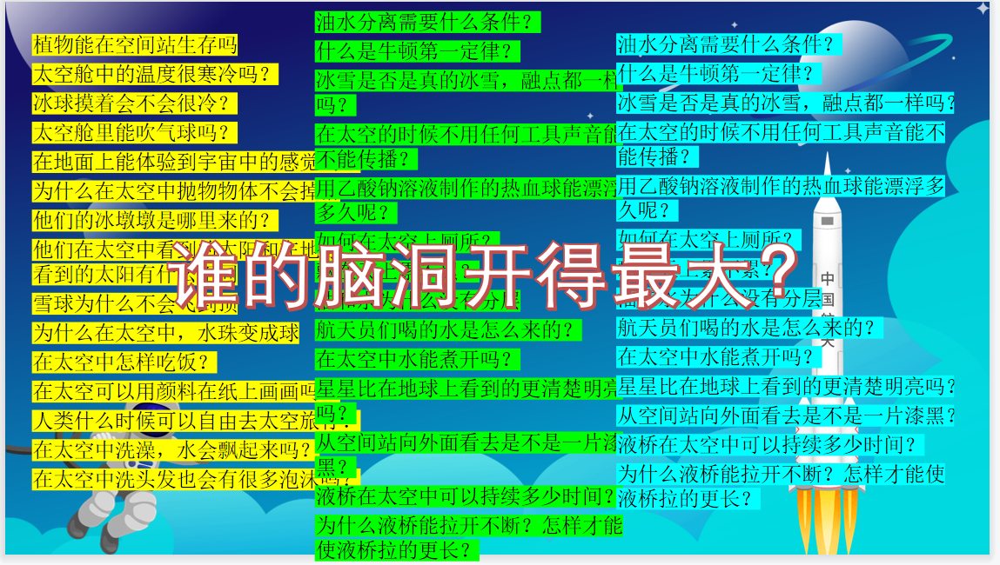 植物能在空间站生存吗
太空舱中的温度很寒冷吗？
冰球摸着会不会很冷？
太空舱里能吹气球吗？
在地面上能体验到宇宙中的感觉
为什么在太空中抛物物体不会掉
他们的冰墩墩是哪里来的？
他们在太空中看到
看到的太阳有什
雪球为什么不会
为什么在太空中，水珠变成球
在太空中怎样吃饭？
在太空可以用颜料在纸上画画吗
人类什么时候可以自由去太空旅行？
在太空中洗澡，水会飘起来吗？
在太空中洗头发也会有很多泡沫吗？
油水分离需要什么条件？
什么是牛顿第一定律？
冰雪是否是真的冰雪，融点都一样
吗？
在太空的时候不用任何工具声音能
不能传播？
用乙酸钠溶液制作的热血球能漂浮
多久呢？
如何在太空上厕所？
航天员们喝的水是怎么来的？
在太空中水能煮开吗？
星星比在地球上看到的更清楚明亮
吗？
从空间站向外面看去是不是一片漆
黑？
液桥在太空中可以持续多少时间？
为什么液桥能拉开不断？怎样才能
使液桥拉的更长？
油水分离需要什么条件？
什么是牛顿第一定律？
冰雪是否是真的冰雪，融点都一样吗？
在太空的时候不用任何工具声音能不
能传播？
用乙酸钠溶液制作的热血球能漂浮多
久呢？
如何在太空上厕所？
水为什么没有分层
航天员们喝的水是怎么来的？
在太空中水能煮开吗？
星星比在地球上看到的更清楚明亮吗？
从空间站向外面看去是不是一片漆黑？
液桥在太空中可以持续多少时间？
为什么液桥能拉开不断？怎样才能使
液桥拉的更长？
谁的脑洞开得最大？
中
国